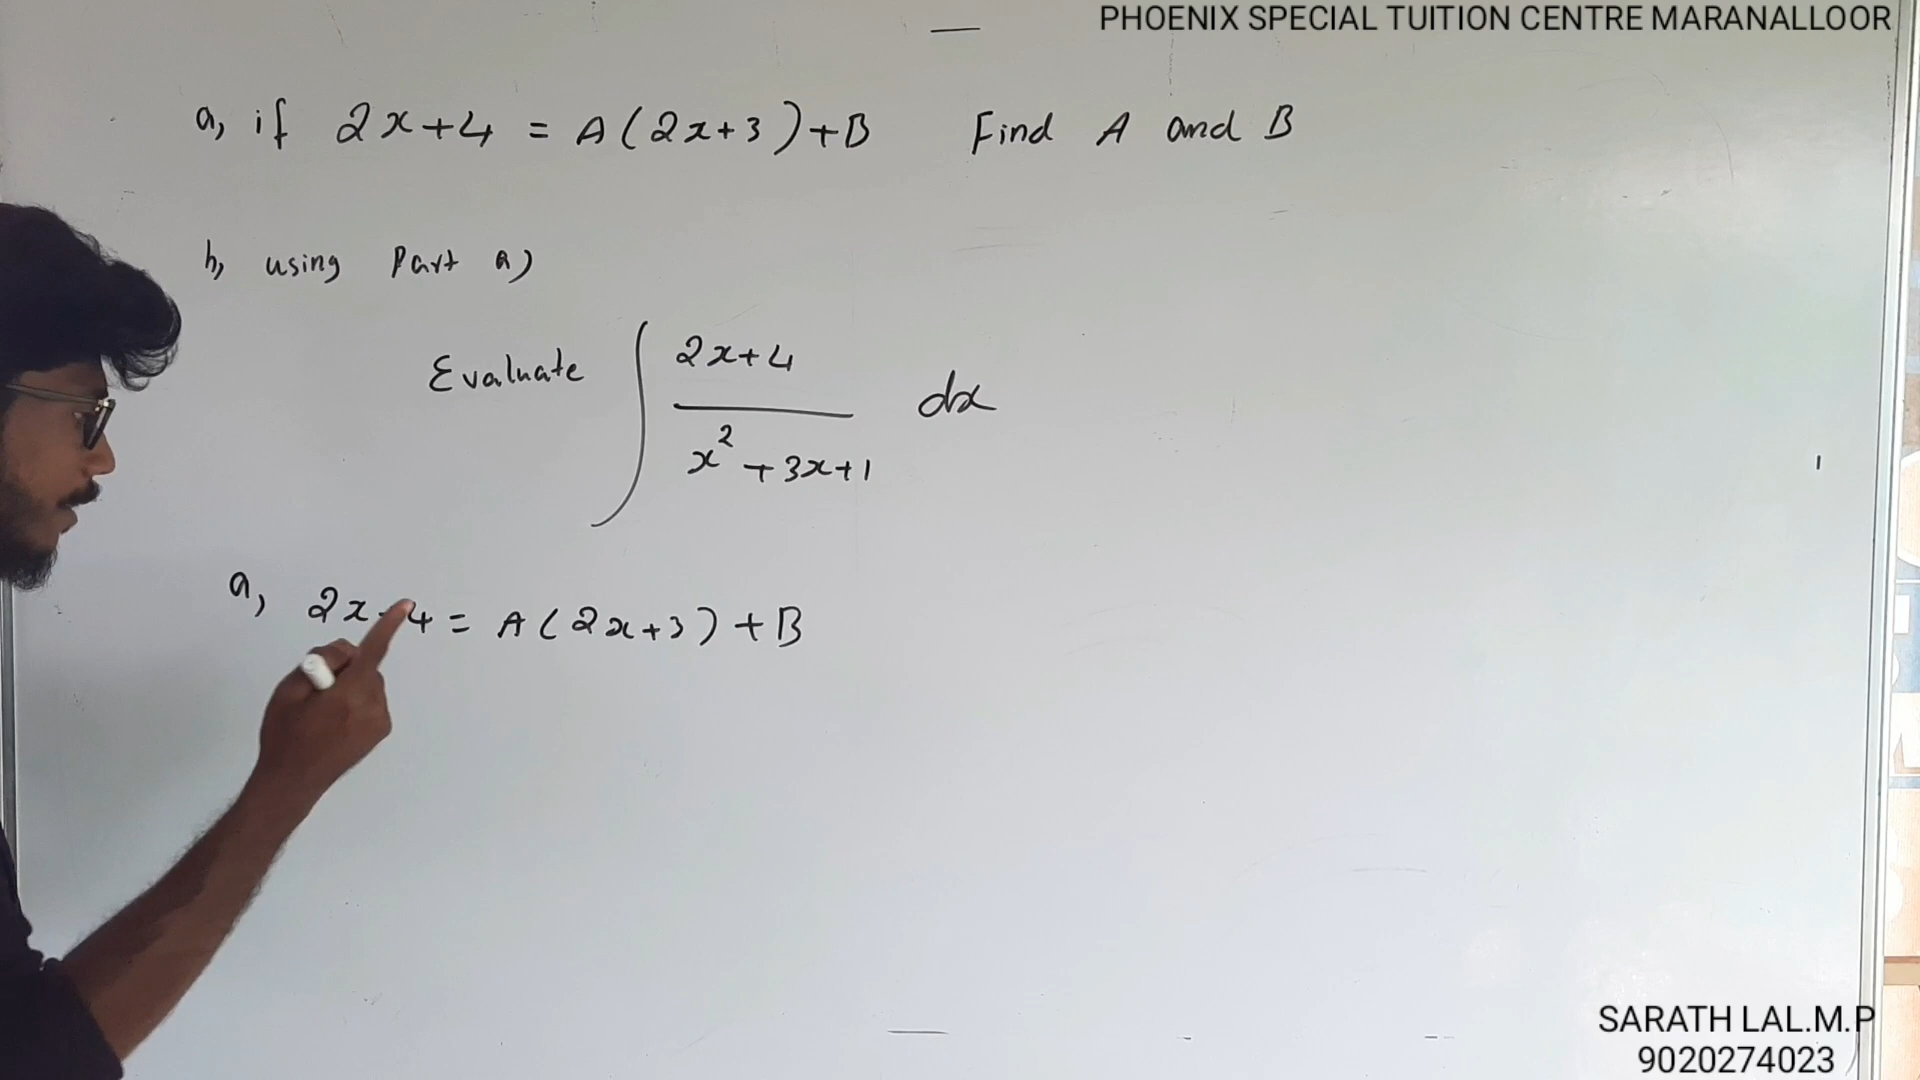 PHOENIX SPECIAL TUITION CENTRE MARANALLOOR
a, if 2x+4 = A(2x+3)+B Find A and B
b, using Part a)
Evaluate ∫ 2x+4 / x²+3x+1 dx
a, 2x+4 = A(2x+3)+B
SARATH LAL.M.P
9020274023